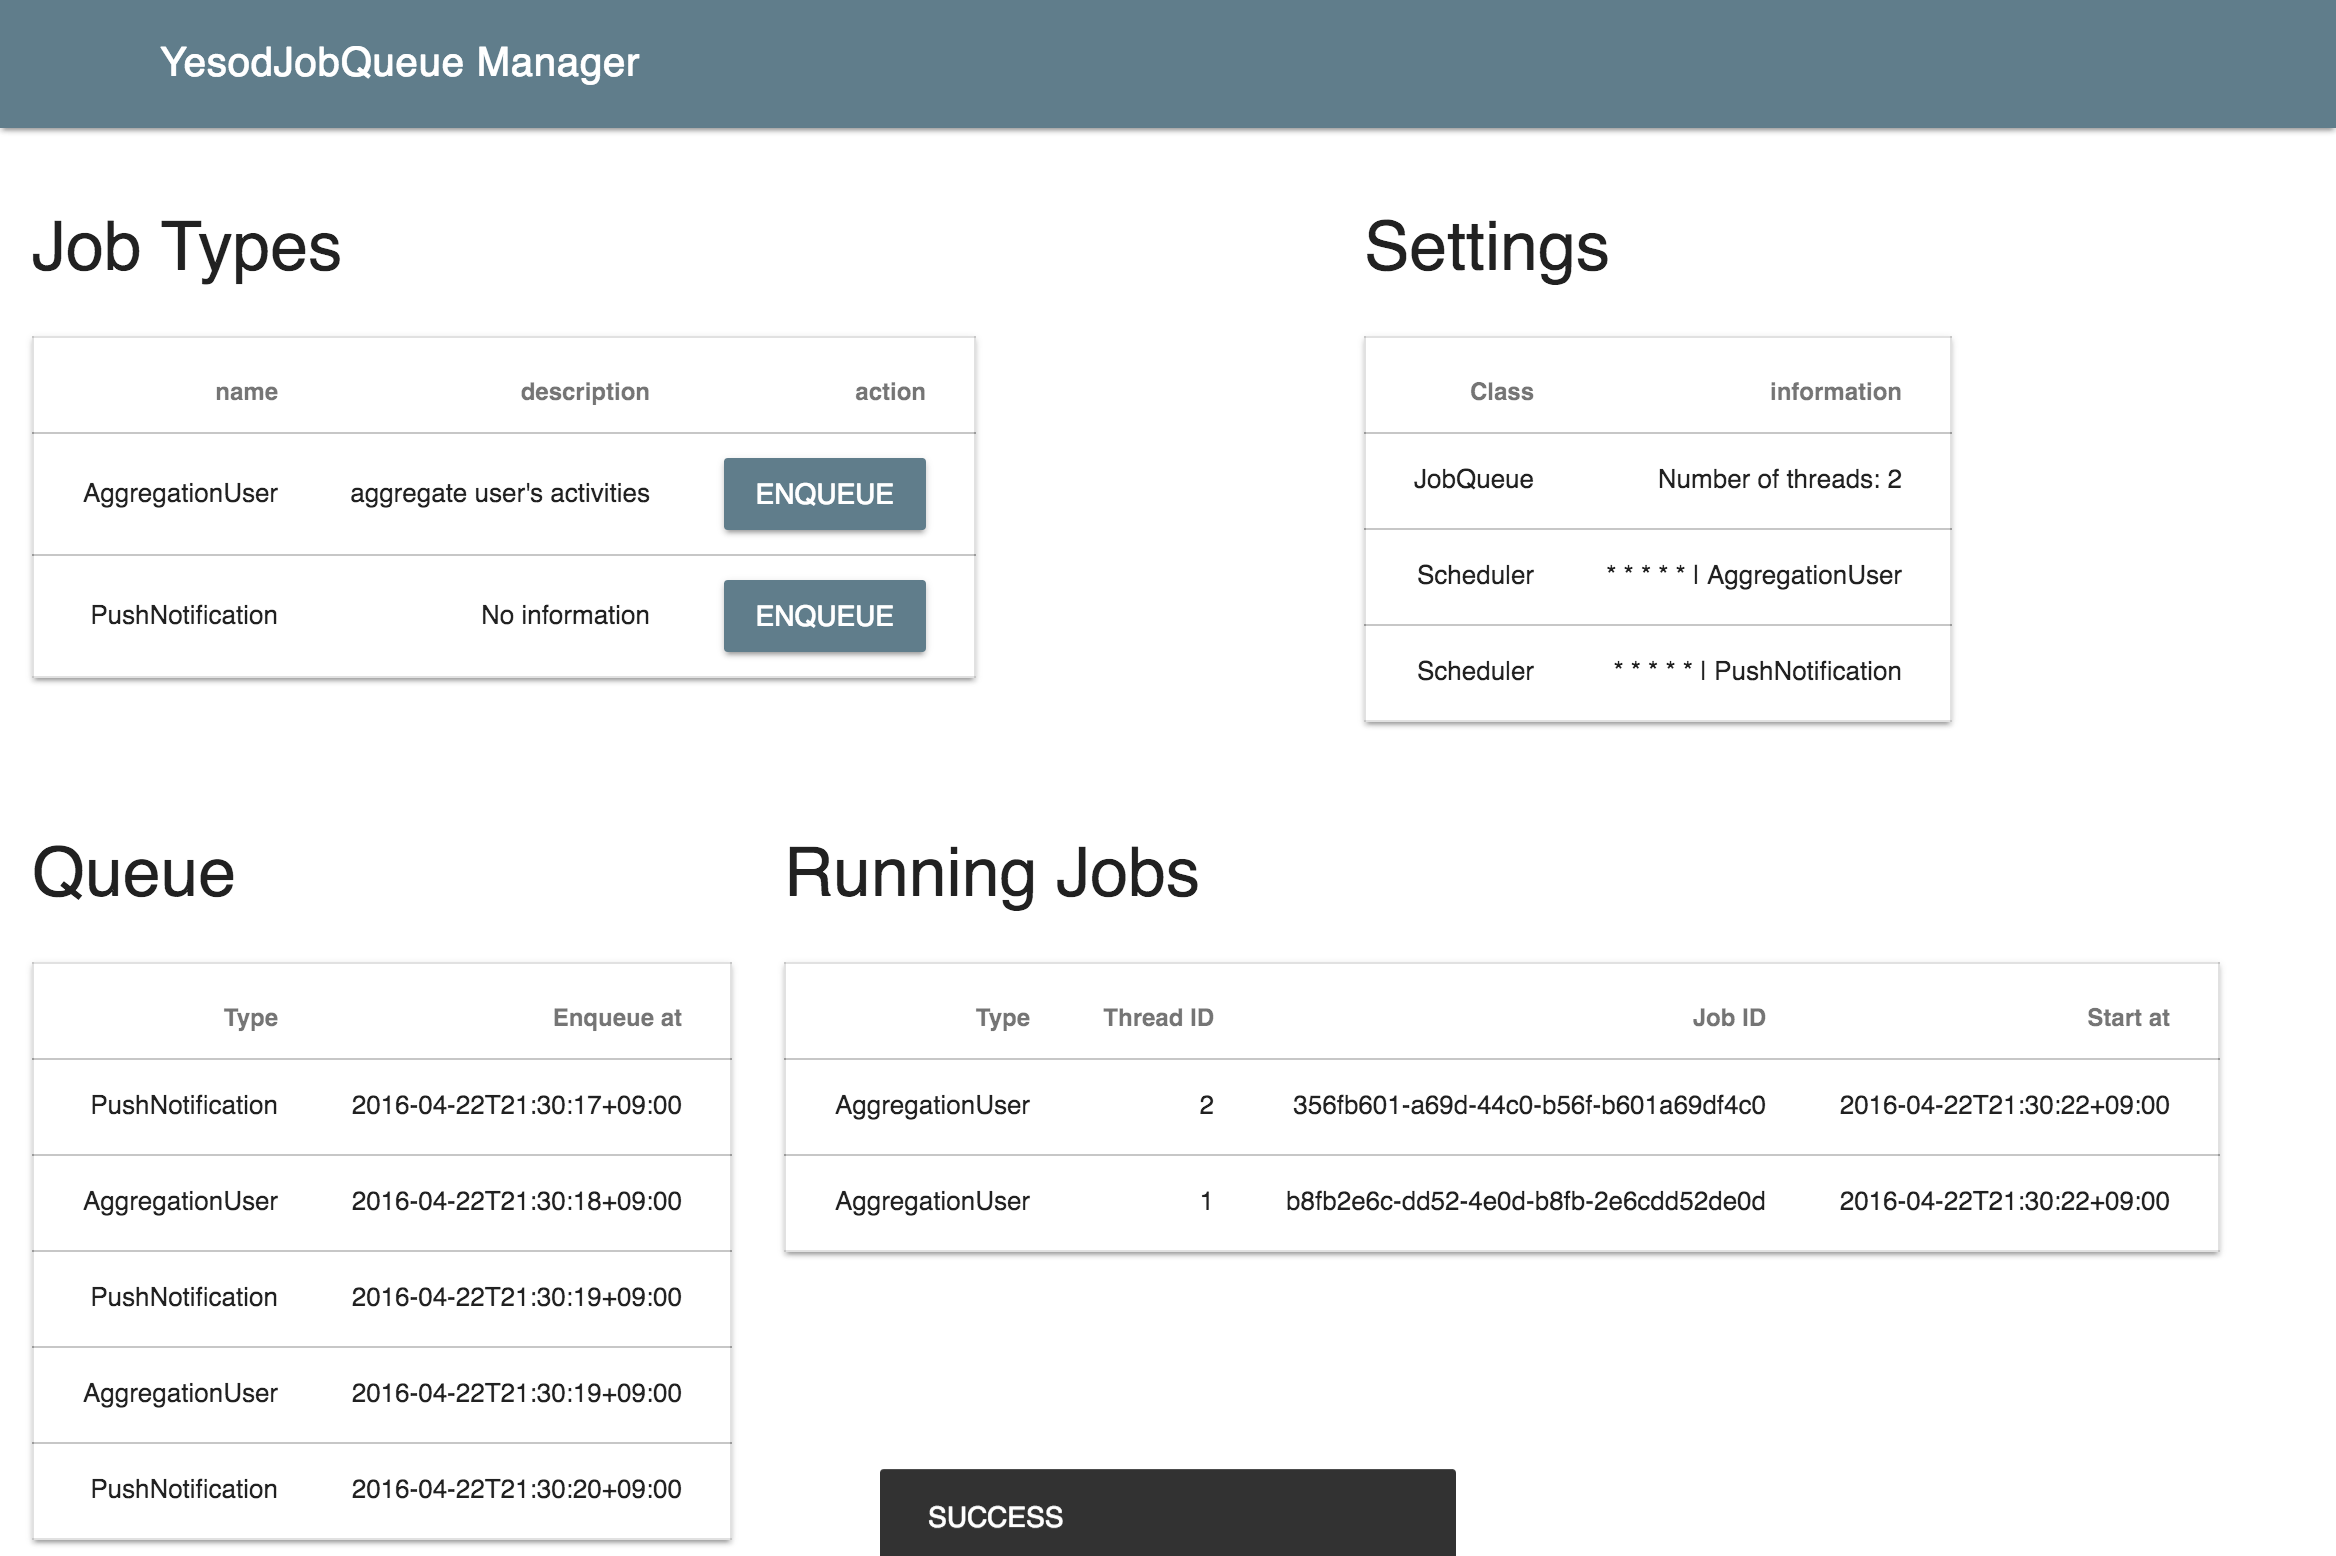 YesodJobQueue Manager
Job Types
name description action
AggregationUser aggregate user's activities ENQUEUE
PushNotification No information ENQUEUE
Settings
Class information
JobQueue Number of threads: 2
Scheduler * * * * * | AggregationUser
Scheduler * * * * * | PushNotification
Queue
Type Enqueue at
PushNotification 2016-04-22T21:30:17+09:00
AggregationUser 2016-04-22T21:30:18+09:00
PushNotification 2016-04-22T21:30:19+09:00
AggregationUser 2016-04-22T21:30:19+09:00
PushNotification 2016-04-22T21:30:20+09:00
Running Jobs
Type Thread ID Job ID Start at
AggregationUser 2 356fb601-a69d-44c0-b56f-b601a69df4c0 2016-04-22T21:30:22+09:00
AggregationUser 1 b8fb2e6c-dd52-4e0d-b8fb-2e6cdd52de0d 2016-04-22T21:30:22+09:00
SUCCESS